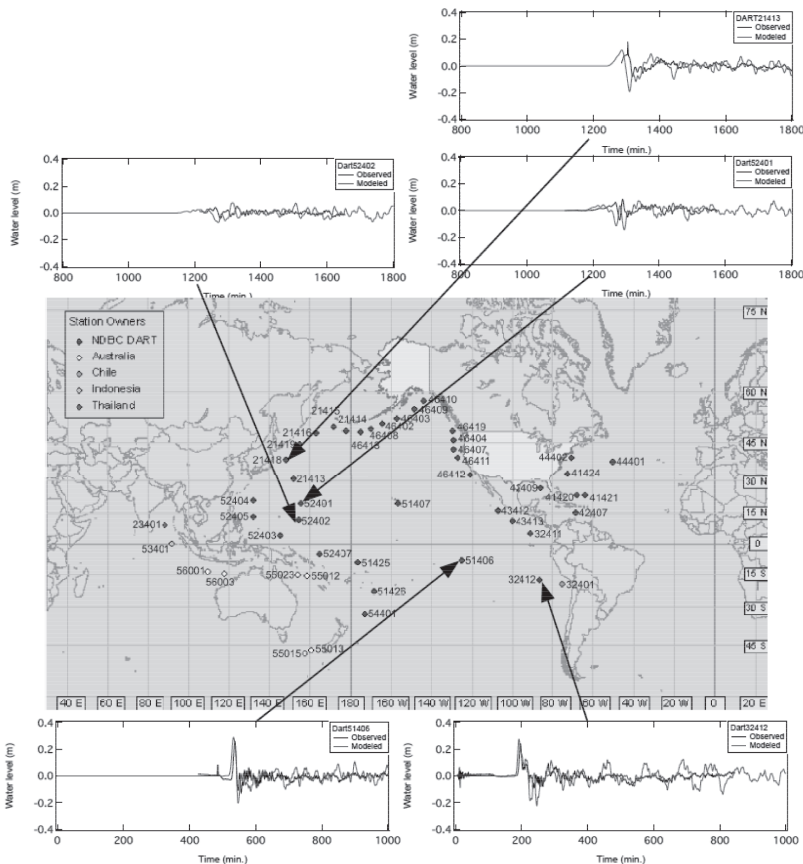 DART21413
Observed
Modeled
Water level (m)
0.4
0.2
0.0
-0.2
-0.4
800 1000 1200 1400 1600 1800
Time (min.)
Dart52402
Observed
Modeled
Water level (m)
0.4
0.2
0.0
-0.2
-0.4
800 1000 1200 1400 1600 1800
Time (min.)
Dart52401
Observed
Modeled
Water level (m)
0.4
0.2
0.0
-0.2
-0.4
800 1000 1200 1400 1600 1800
Time (min.)
Station Owners
NDBC DART
Australia
Chile
Indonesia
Thailand
75 N
60 N
45 N
30 N
15 N
0
15 S
30 S
45 S
46410
46409
46403
21415
21414
46402
46408
46413
21416
21419
21418
46419
46404
46407
46411
46412
44402
44401
41424
21413
41409
41420
41421
52404
52401
51407
52405
52402
43412
42407
23401
43413
52403
32411
53401
52407
51425
51406
56001
56003
55023
55012
32412
32401
51426
54401
55015
55013
40 E 60 E 80 E 100 E 120 E 140 E 160 E 180 160 W 140 W 120 W 100 W 80 W 60 W 40 W 20 W 0 20 E
Dart51406
Observed
Modeled
Water level (m)
0.4
0.2
0.0
-0.2
-0.4
0 200 400 600 800 1000
Time (min.)
Dart32412
Observed
Modeled
Water level (m)
0.4
0.2
0.0
-0.2
-0.4
0 200 400 600 800 1000
Time (min.)